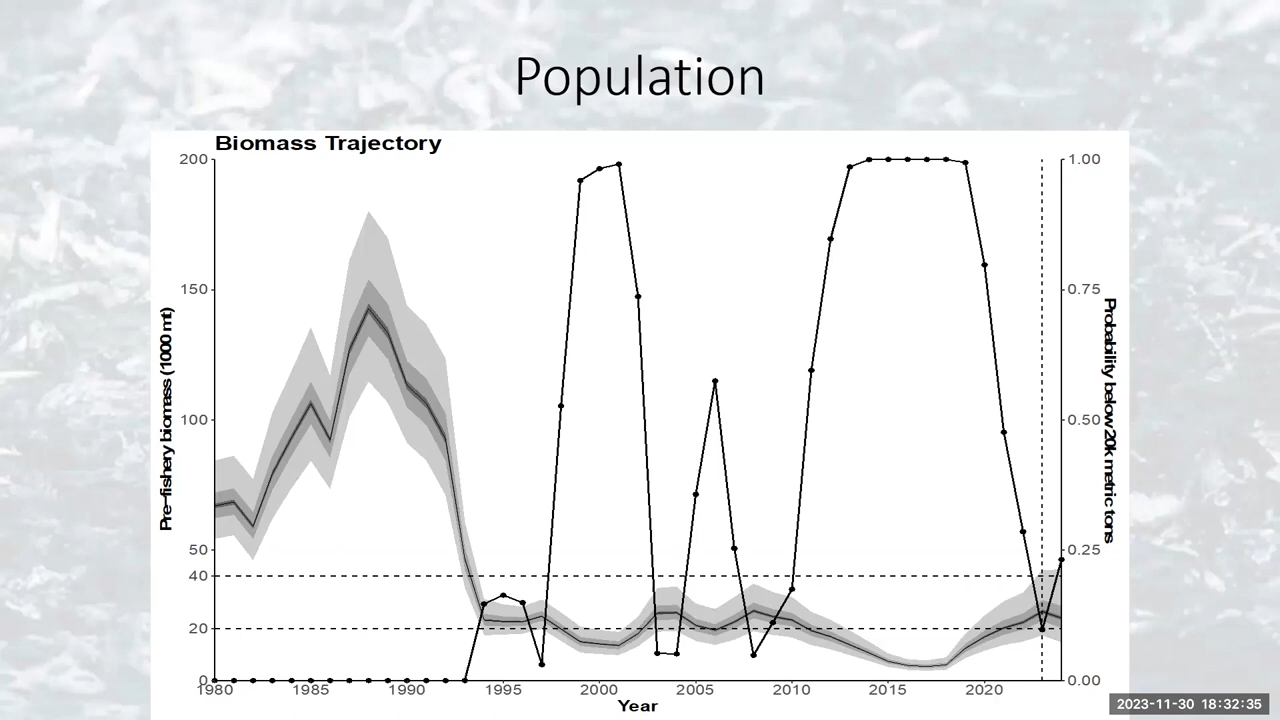 Population
Biomass Trajectory
200
150
100
50
40
20
0
Pre-fishery biomass (1000 mt)
1.00
0.75
0.50
0.25
0.00
Probability below 20k metric tons
1980 1985 1990 1995 2000 2005 2010 2015 2020
Year
2023-11-30 18:32:35